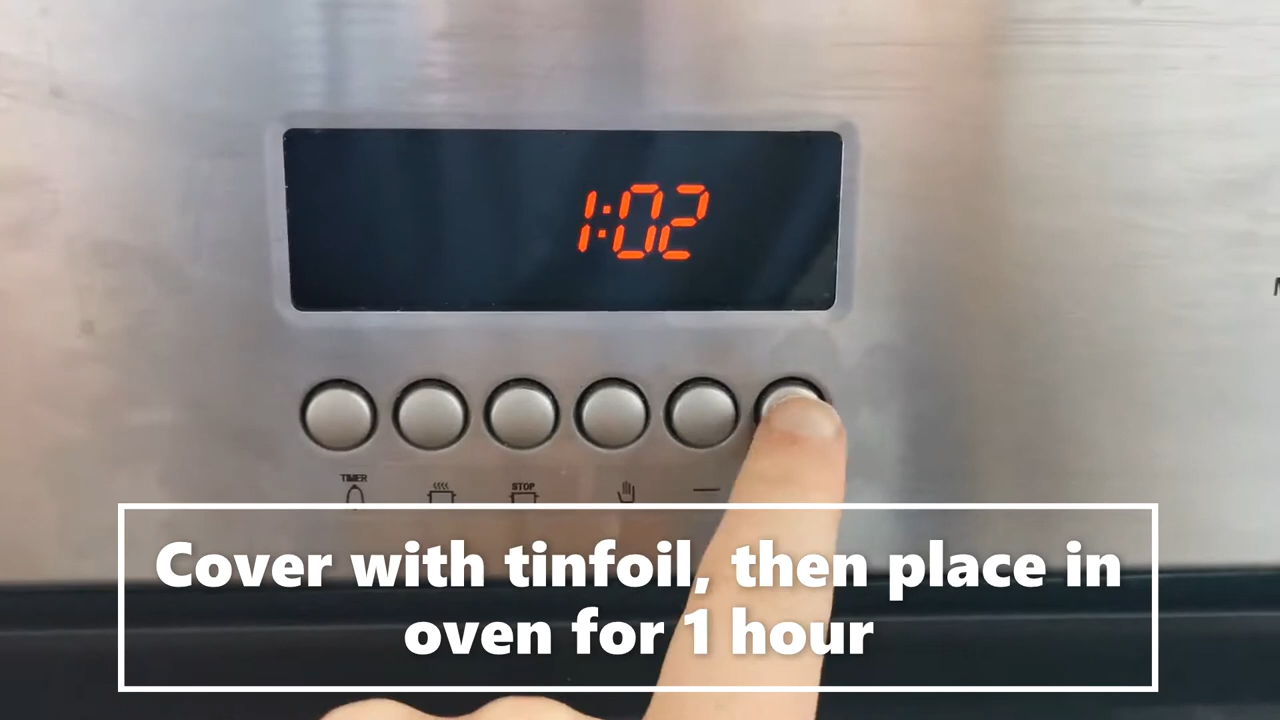 1:02
TIMER
STOP
Cover with tinfoil, then place in
oven for 1 hour